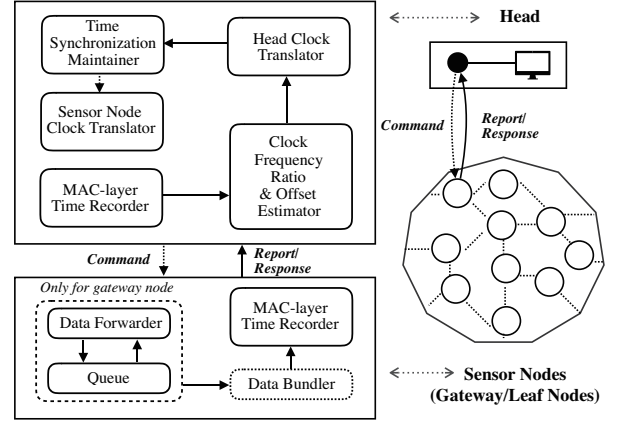 Time
Synchronization
Maintainer
Head Clock
Translator
Sensor Node
Clock Translator
MAC-layer
Time Recorder
Clock
Frequency
Ratio
& Offset
Estimator
Head
Command
Report/
Response
Command
Report/
Response
Only for gateway node
Data Forwarder
Queue
MAC-layer
Time Recorder
Data Bundler
Sensor Nodes
(Gateway/Leaf Nodes)